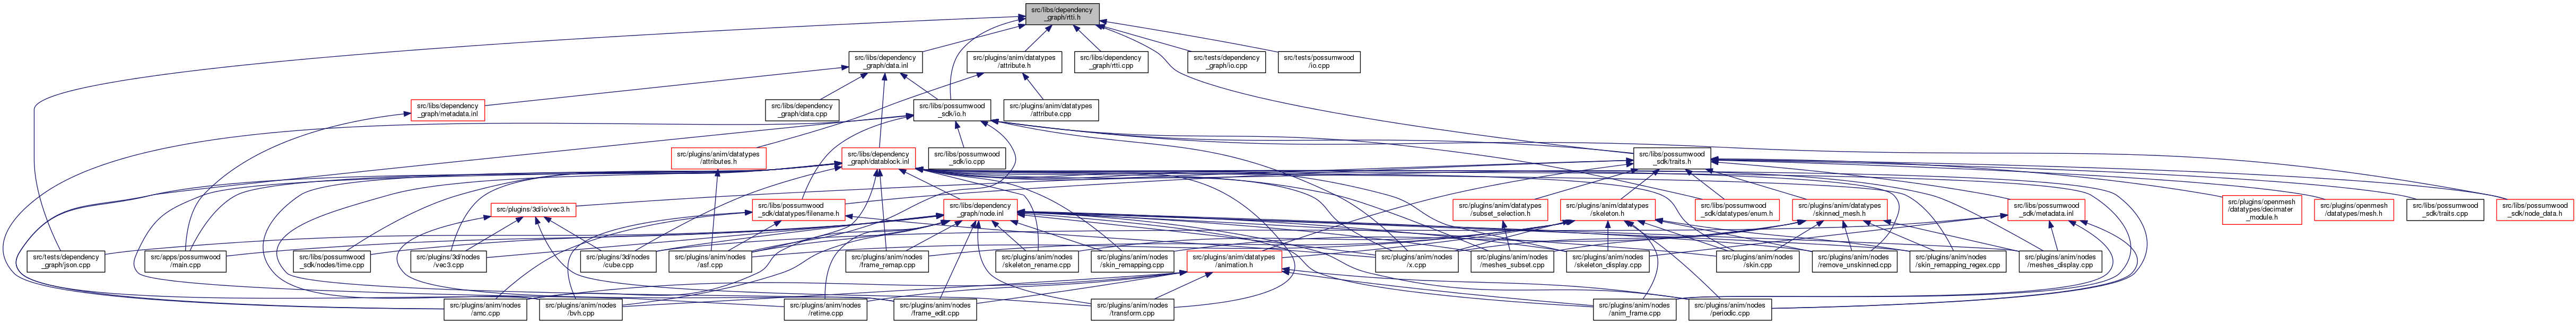 src/libs/dependency
_graph/rtti.h
src/libs/dependency
_graph/data.inl
src/plugins/anim/datatypes
/attribute.h
src/libs/dependency
_graph/rtti.cpp
src/tests/dependency
_graph/io.cpp
src/tests/possumwood
/io.cpp
src/libs/dependency
_graph/metadata.inl
src/libs/dependency
_graph/data.cpp
src/libs/possumwood
_sdk/io.h
src/plugins/anim/datatypes
/attribute.cpp
src/plugins/anim/datatypes
/attributes.h
src/libs/dependency
_graph/datablock.inl
src/libs/possumwood
_sdk/io.cpp
src/libs/possumwood
_sdk/traits.h
src/plugins/3d/io/vec3.h
src/libs/possumwood
_sdk/datatypes/filename.h
src/libs/dependency
_graph/node.inl
src/plugins/anim/datatypes
/subset_selection.h
src/plugins/anim/datatypes
/skeleton.h
src/libs/possumwood
_sdk/datatypes/enum.h
src/plugins/anim/datatypes
/skinned_mesh.h
src/libs/possumwood
_sdk/metadata.inl
src/plugins/openmesh
/datatypes/decimater
_module.h
src/plugins/openmesh
/datatypes/mesh.h
src/libs/possumwood
_sdk/traits.cpp
src/libs/possumwood
_sdk/node_data.h
src/tests/dependency
_graph/json.cpp
src/apps/possumwood
/main.cpp
src/libs/possumwood
_sdk/nodes/time.cpp
src/plugins/3d/nodes
/vec3.cpp
src/plugins/3d/nodes
/cube.cpp
src/plugins/anim/nodes
/asf.cpp
src/plugins/anim/nodes
/frame_remap.cpp
src/plugins/anim/nodes
/skeleton_rename.cpp
src/plugins/anim/nodes
/skin_remapping.cpp
src/plugins/anim/datatypes
/animation.h
src/plugins/anim/nodes
/x.cpp
src/plugins/anim/nodes
/meshes_subset.cpp
src/plugins/anim/nodes
/skeleton_display.cpp
src/plugins/anim/nodes
/skin.cpp
src/plugins/anim/nodes
/remove_unskinned.cpp
src/plugins/anim/nodes
/skin_remapping_regex.cpp
src/plugins/anim/nodes
/meshes_display.cpp
src/plugins/anim/nodes
/amc.cpp
src/plugins/anim/nodes
/bvh.cpp
src/plugins/anim/nodes
/retime.cpp
src/plugins/anim/nodes
/frame_edit.cpp
src/plugins/anim/nodes
/transform.cpp
src/plugins/anim/nodes
/anim_frame.cpp
src/plugins/anim/nodes
/periodic.cpp